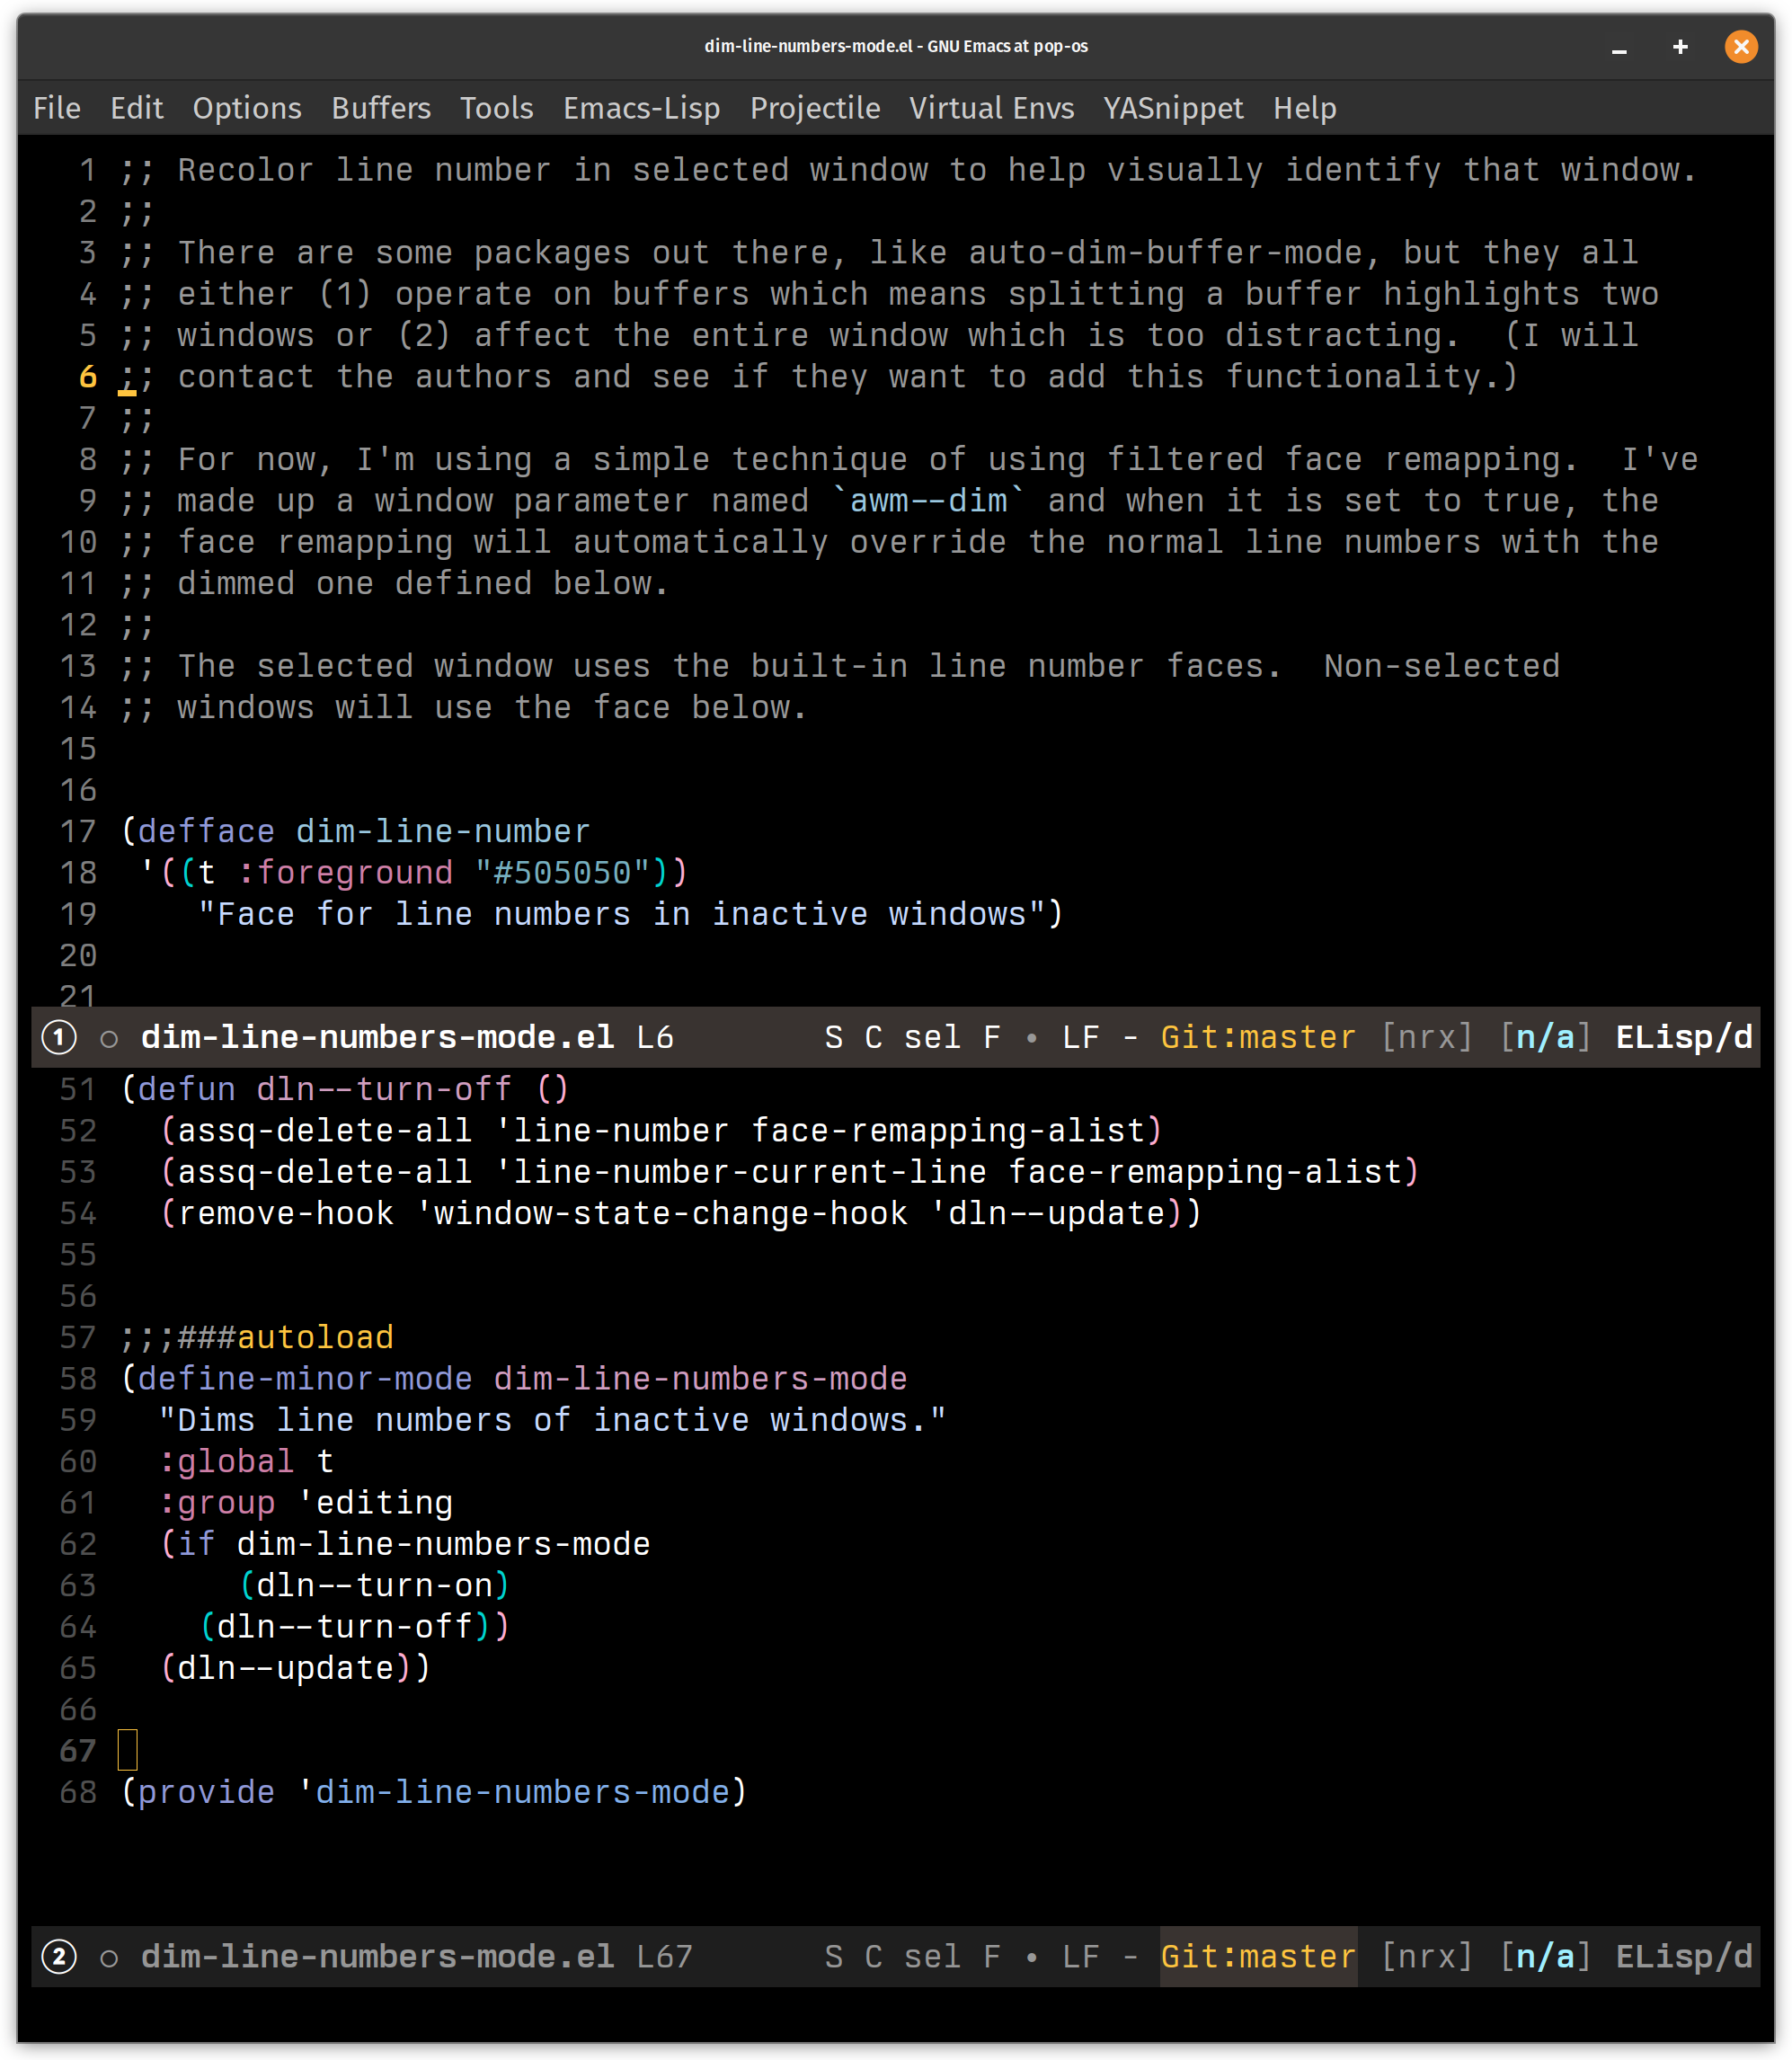 dim-line-numbers-mode.el - GNU Emacs at pop-os
File Edit Options Buffers Tools Emacs-Lisp Projectile Virtual Envs YASnippet Help
1 ;; Recolor line number in selected window to help visually identify that window.
2 ;;
3 ;; There are some packages out there, like auto-dim-buffer-mode, but they all
4 ;; either (1) operate on buffers which means splitting a buffer highlights two
5 ;; windows or (2) affect the entire window which is too distracting.  (I will
6 ;; contact the authors and see if they want to add this functionality.)
7 ;;
8 ;; For now, I'm using a simple technique of using filtered face remapping.  I've
9 ;; made up a window parameter named `awm--dim` and when it is set to true, the
10 ;; face remapping will automatically override the normal line numbers with the
11 ;; dimmed one defined below.
12 ;;
13 ;; The selected window uses the built-in line number faces.  Non-selected
14 ;; windows will use the face below.
15
16
17 (defface dim-line-number
18  '((t :foreground "#505050"))
19     "Face for line numbers in inactive windows")
20
21
① ○ dim-line-numbers-mode.el L6 S C sel F • LF - Git:master [nrx] [n/a] ELisp/d
51 (defun dln--turn-off ()
52   (assq-delete-all 'line-number face-remapping-alist)
53   (assq-delete-all 'line-number-current-line face-remapping-alist)
54   (remove-hook 'window-state-change-hook 'dln--update))
55
56
57 ;;;###autoload
58 (define-minor-mode dim-line-numbers-mode
59   "Dims line numbers of inactive windows."
60   :global t
61   :group 'editing
62   (if dim-line-numbers-mode
63       (dln--turn-on)
64     (dln--turn-off))
65   (dln--update))
66
67
68 (provide 'dim-line-numbers-mode)
② ○ dim-line-numbers-mode.el L67 S C sel F • LF - Git:master [nrx] [n/a] ELisp/d